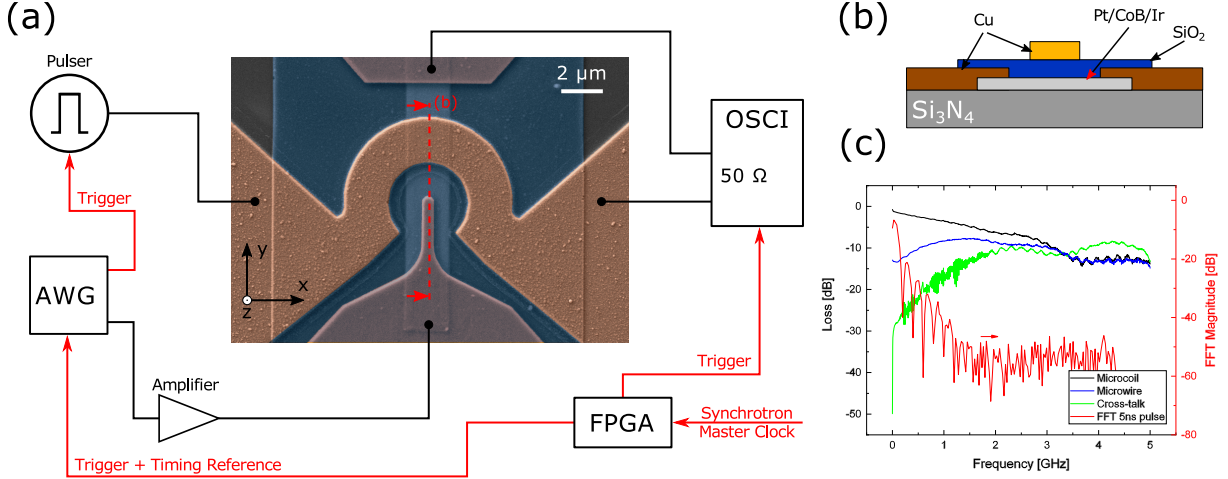 (a)
Pulser
Trigger
AWG
Amplifier
Trigger + Timing Reference
2 µm
(b)
y
x
z
OSCI
50 Ω
Trigger
FPGA
Synchrotron
Master Clock
(b)
Cu
Pt/CoB/Ir
SiO2
Si3N4
(c)
Loss [dB]
0
-10
-20
-30
-40
-50
0 1 2 3 4 5
Frequency [GHz]
0
-20
-40
-60
-80
FFT Magnitude [dB]
Microcoil
Microwire
Cross-talk
FFT 5ns pulse